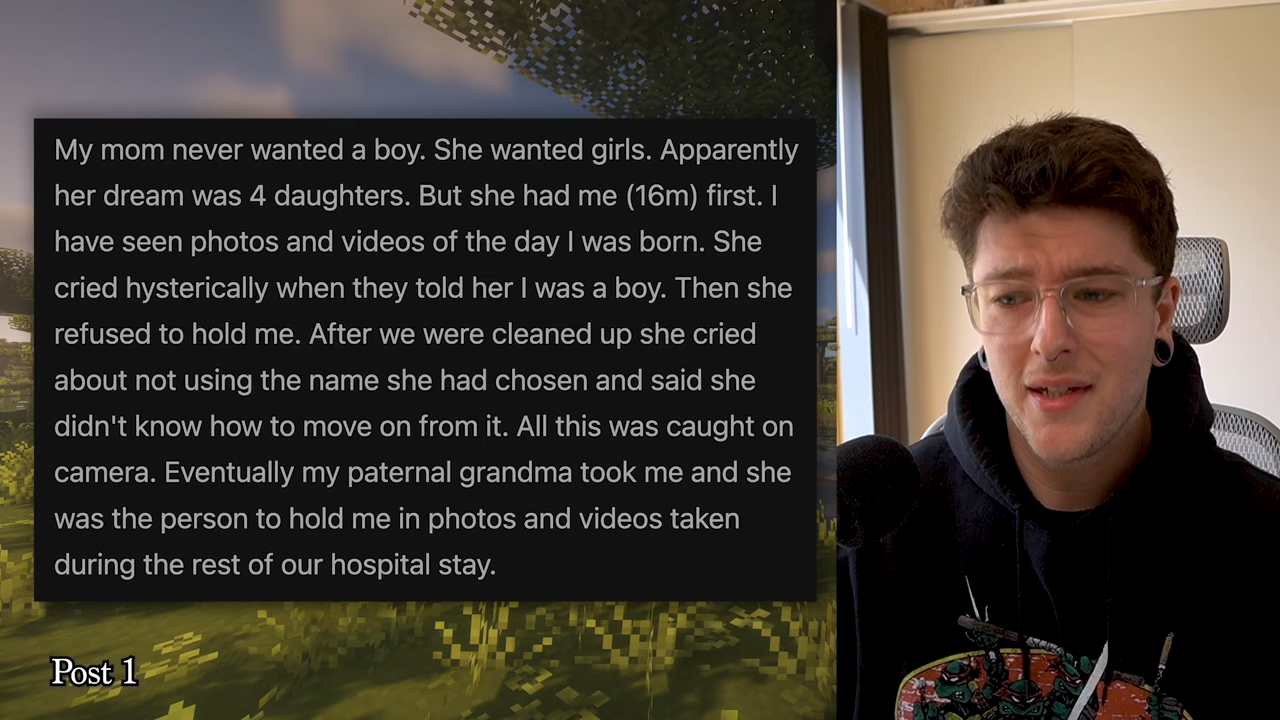 My mom never wanted a boy. She wanted girls. Apparently
her dream was 4 daughters. But she had me (16m) first. I
have seen photos and videos of the day I was born. She
cried hysterically when they told her I was a boy. Then she
refused to hold me. After we were cleaned up she cried
about not using the name she had chosen and said she
didn't know how to move on from it. All this was caught on
camera. Eventually my paternal grandma took me and she
was the person to hold me in photos and videos taken
during the rest of our hospital stay.
Post 1